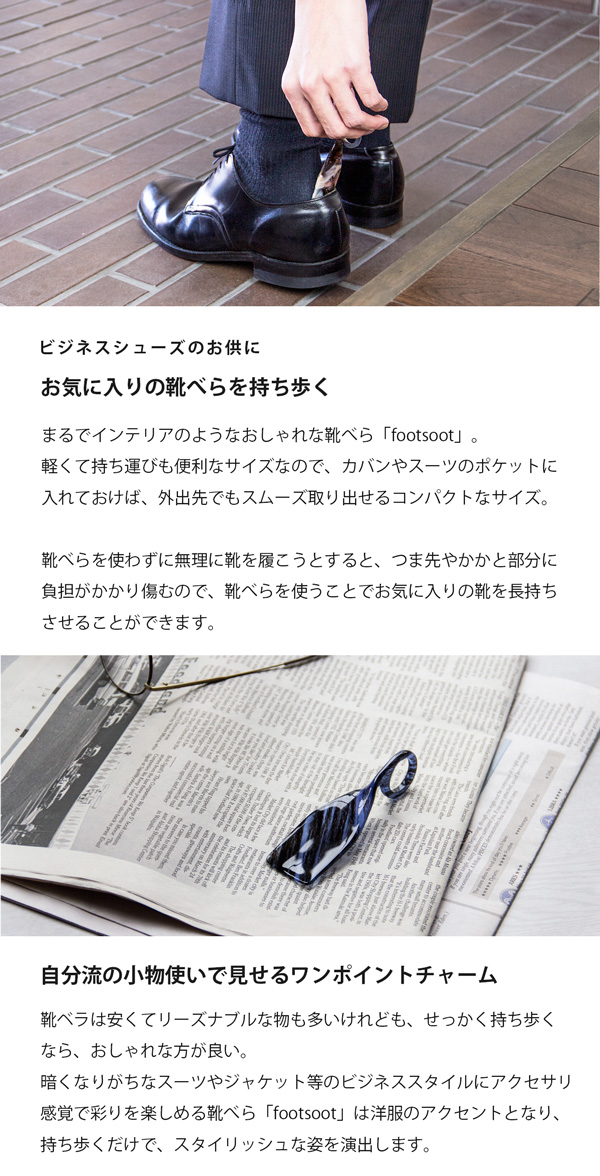 ビジネスシューズのお供に
お気に入りの靴べらを持ち歩く
まるでインテリアのようなおしゃれな靴べら「footsoot」。
軽くて持ち運びも便利なサイズなので、カバンやスーツのポケットに
入れておけば、外出先でもスムーズ取り出せるコンパクトなサイズ。
靴べらを使わずに無理に靴を履こうとすると、つま先やかかと部分に
負担がかかり傷むので、靴べらを使うことでお気に入りの靴を長持ち
させることができます。
自分流の小物使いで見せるワンポイントチャーム
靴ベラは安くてリーズナブルな物も多いけれども、せっかく持ち歩く
なら、おしゃれな方が良い。
暗くなりがちなスーツやジャケット等のビジネススタイルにアクセサリ
感覚で彩りを楽しめる靴べら「footsoot」は洋服のアクセントとなり、
持ち歩くだけで、スタイリッシュな姿を演出します。